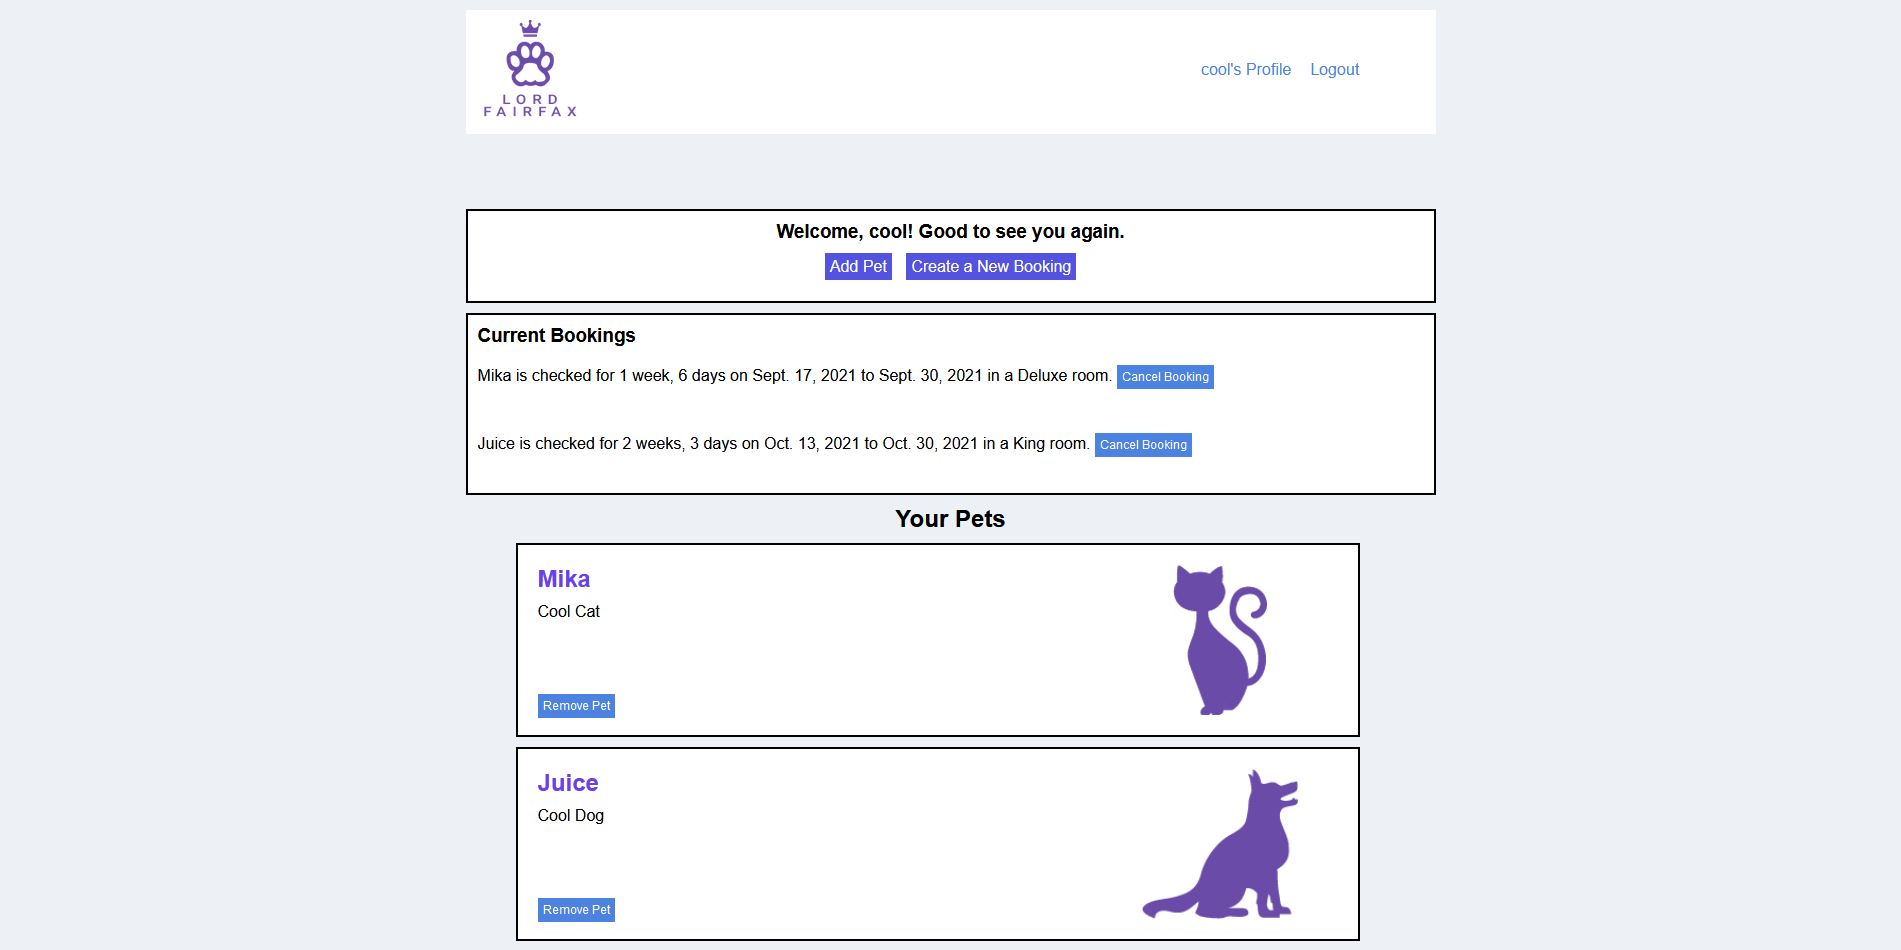 LORD
FAIRFAX
cool's Profile Logout
Welcome, cool! Good to see you again.
Add Pet Create a New Booking
Current Bookings
Mika is checked for 1 week, 6 days on Sept. 17, 2021 to Sept. 30, 2021 in a Deluxe room. Cancel Booking
Juice is checked for 2 weeks, 3 days on Oct. 13, 2021 to Oct. 30, 2021 in a King room. Cancel Booking
Your Pets
Mika
Cool Cat
Remove Pet
Juice
Cool Dog
Remove Pet